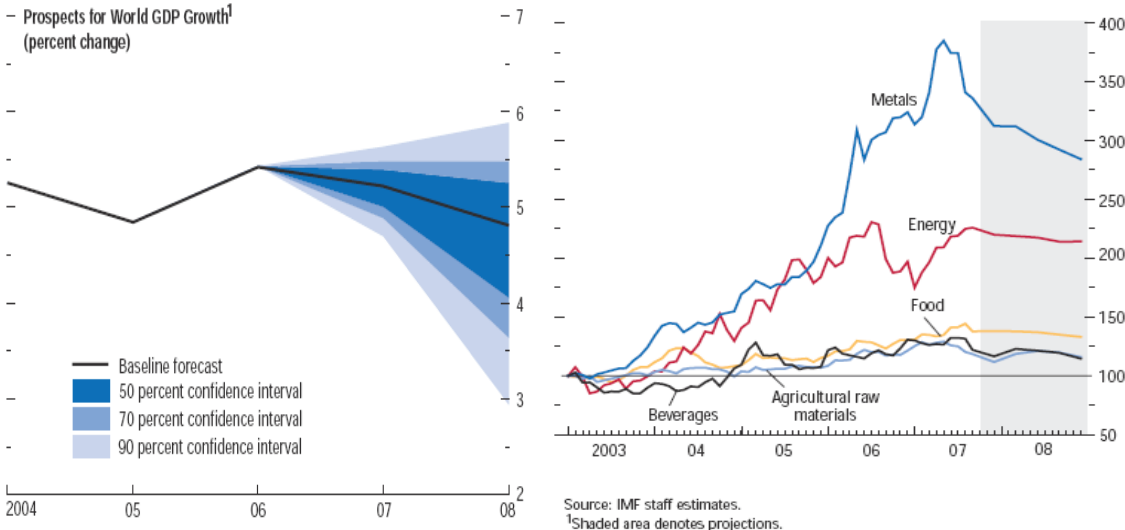 Prospects for World GDP Growth¹
(percent change)
7
6
5
4
3
2
Baseline forecast
50 percent confidence interval
70 percent confidence interval
90 percent confidence interval
2004 05 06 07 08
400
350
300
250
200
150
100
50
Metals
Energy
Food
Beverages
Agricultural raw
materials
2003 04 05 06 07 08
Source: IMF staff estimates.
¹Shaded area denotes projections.